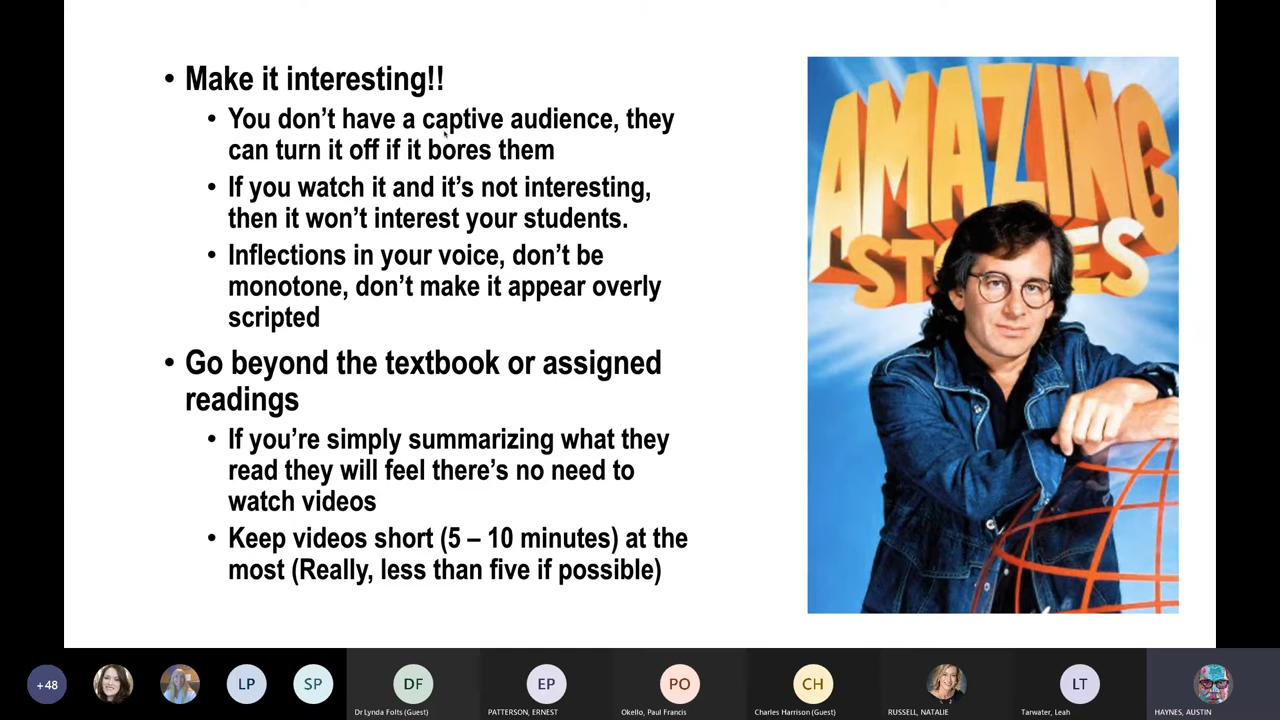 • Make it interesting!!
• You don’t have a captive audience, they
can turn it off if it bores them
• If you watch it and it’s not interesting,
then it won’t interest your students.
• Inflections in your voice, don’t be
monotone, don’t make it appear overly
scripted
• Go beyond the textbook or assigned
readings
• If you’re simply summarizing what they
read they will feel there’s no need to
watch videos
• Keep videos short (5 – 10 minutes) at the
most (Really, less than five if possible)
AMAZING
STORIES
+48
LP
SP
DF
EP
PO
CH
LT
Dr Lynda Folts (Guest)
PATTERSON, ERNEST
Okello, Paul Francis
Charles Harrison (Guest)
RUSSELL, NATALIE
Tarwater, Leah
HAYNES, AUSTIN